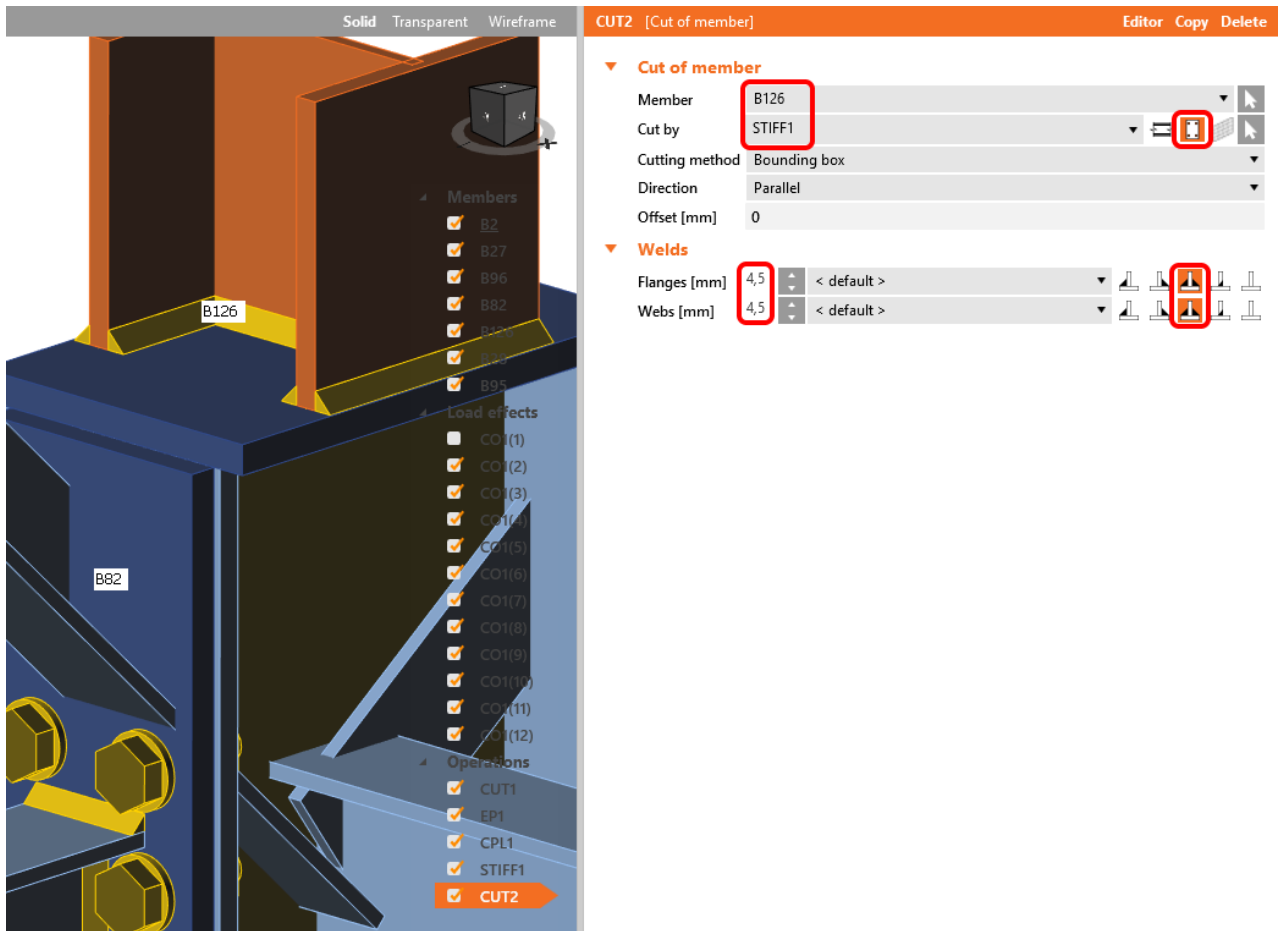 Solid Transparent Wireframe
CUT2 [Cut of member] Editor Copy Delete
Cut of member
Member B126
Cut by STIFF1
Cutting method Bounding box
Direction Parallel
Offset [mm] 0
Welds
Flanges [mm] 4,5 < default >
Webs [mm] 4,5 < default >
B126
B82
Members
B2
B27
B96
B82
B126
B28
B95
Load effects
CO1(1)
CO1(2)
CO1(3)
CO1(4)
CO1(5)
CO1(6)
CO1(7)
CO1(8)
CO1(9)
CO1(10)
CO1(11)
CO1(12)
Operations
CUT1
EP1
CPL1
STIFF1
CUT2